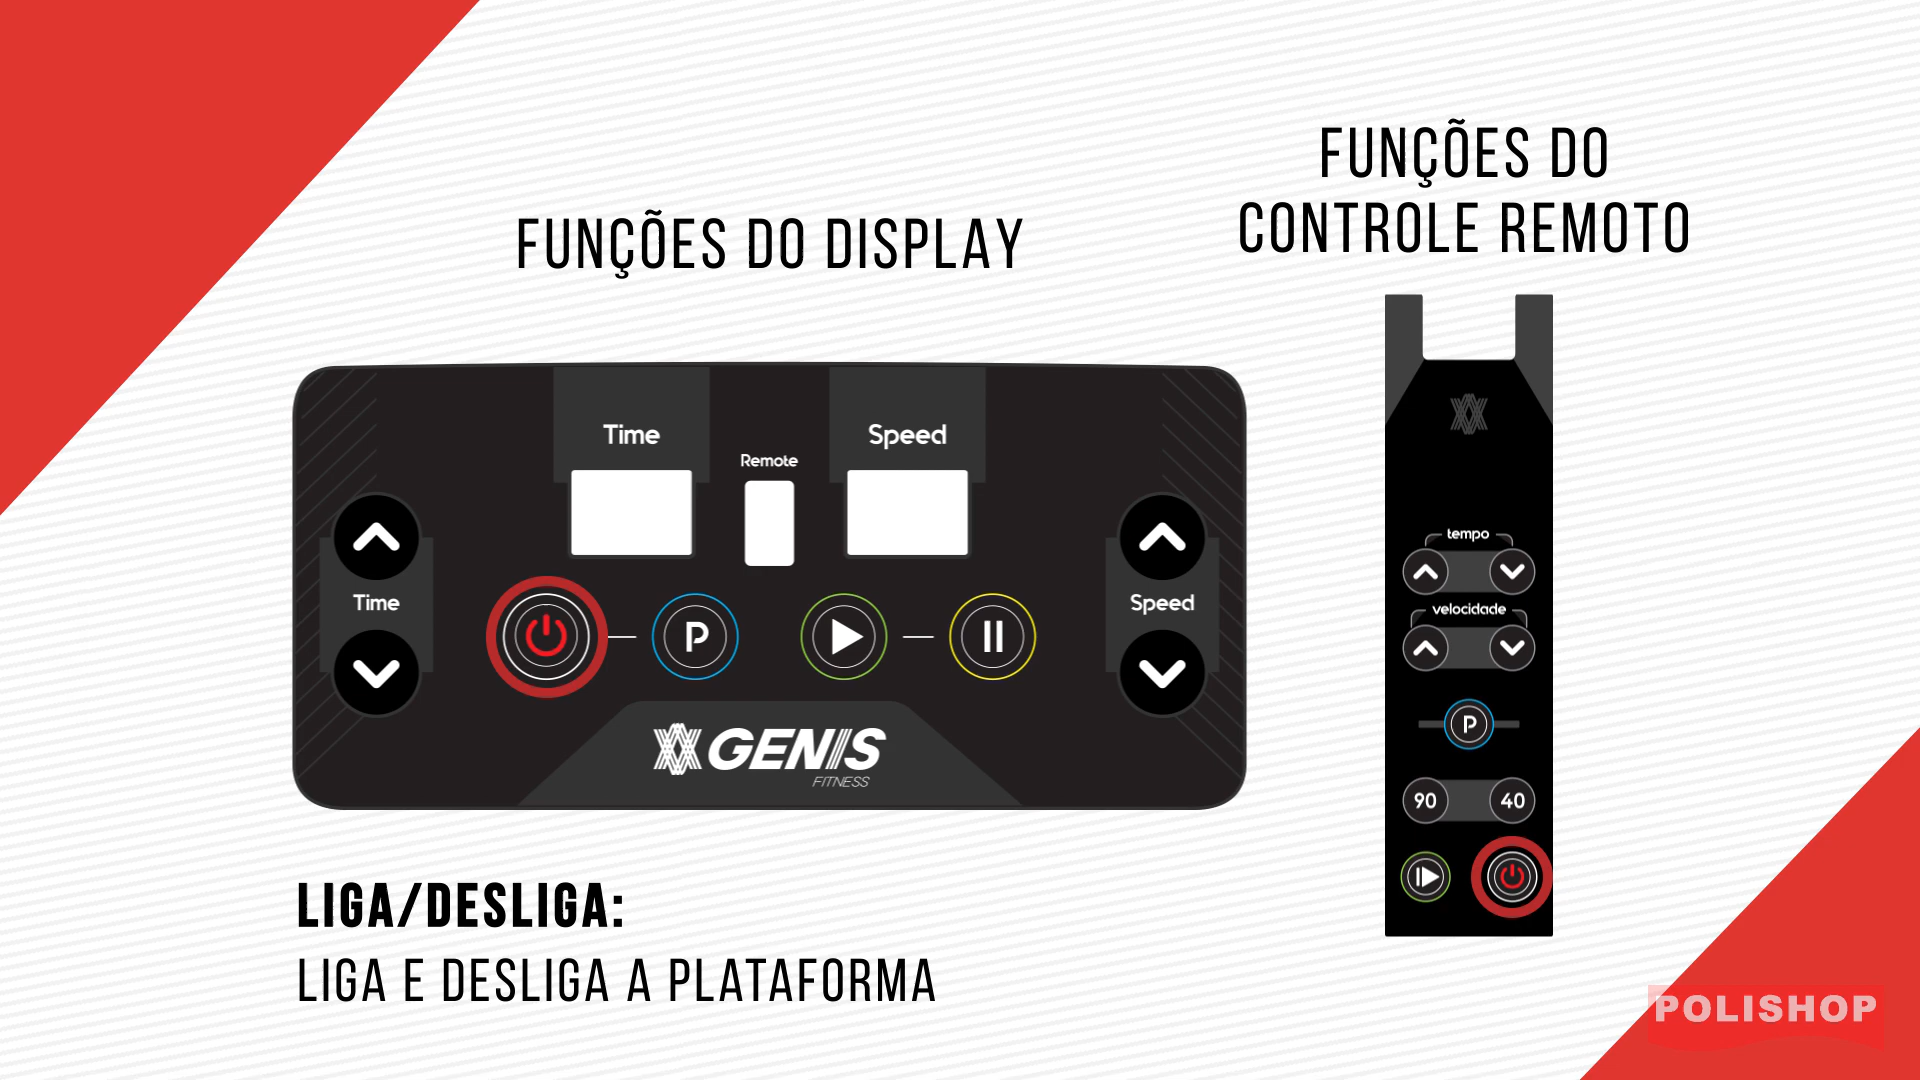 FUNÇÕES DO DISPLAY
Time
Speed
Remote
Time
P
Speed
GENIS
FITNESS
LIGA/DESLIGA:
LIGA E DESLIGA A PLATAFORMA
FUNÇÕES DO
CONTROLE REMOTO
tempo
velocidade
P
90 40
POLISHOP